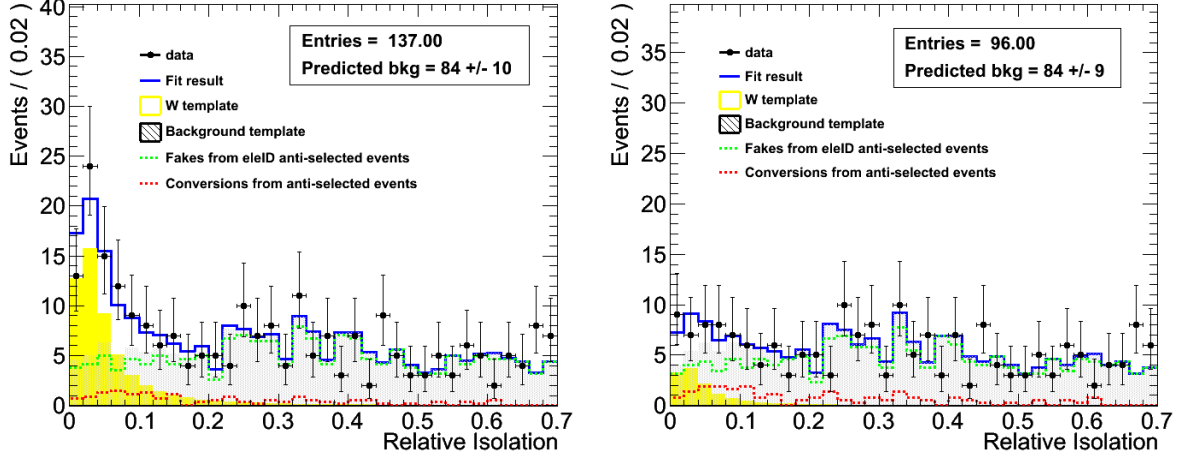 Events / ( 0.02 )
40
35
30
25
20
15
10
5
0
Entries = 137.00
Predicted bkg = 84 +/- 10
data
Fit result
W template
Background template
Fakes from eleID anti-selected events
Conversions from anti-selected events
0 0.1 0.2 0.3 0.4 0.5 0.6 0.7
Relative Isolation
Events / ( 0.02 )
35
30
25
20
15
10
5
0
Entries = 96.00
Predicted bkg = 84 +/- 9
data
Fit result
W template
Background template
Fakes from eleID anti-selected events
Conversions from anti-selected events
0 0.1 0.2 0.3 0.4 0.5 0.6 0.7
Relative Isolation